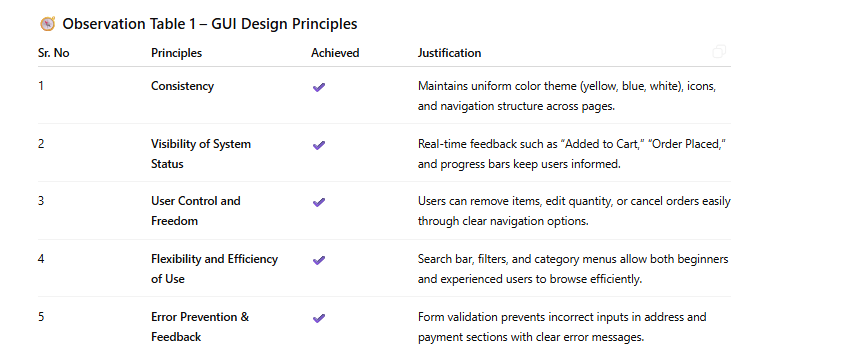 Observation Table 1 – GUI Design Principles
Sr. No Principles Achieved Justification
1 Consistency ✔ Maintains uniform color theme (yellow, blue, white), icons,
and navigation structure across pages.
2 Visibility of System ✔ Real-time feedback such as “Added to Cart,” “Order Placed,”
Status and progress bars keep users informed.
3 User Control and ✔ Users can remove items, edit quantity, or cancel orders easily
Freedom through clear navigation options.
4 Flexibility and Efficiency ✔ Search bar, filters, and category menus allow both beginners
of Use and experienced users to browse efficiently.
5 Error Prevention & ✔ Form validation prevents incorrect inputs in address and
Feedback payment sections with clear error messages.